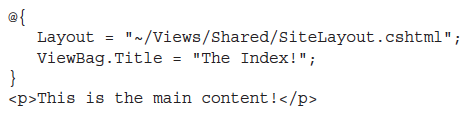 @{
   Layout = "~/Views/Shared/SiteLayout.cshtml";
   ViewBag.Title = "The Index!";
}
<p>This is the main content!</p>